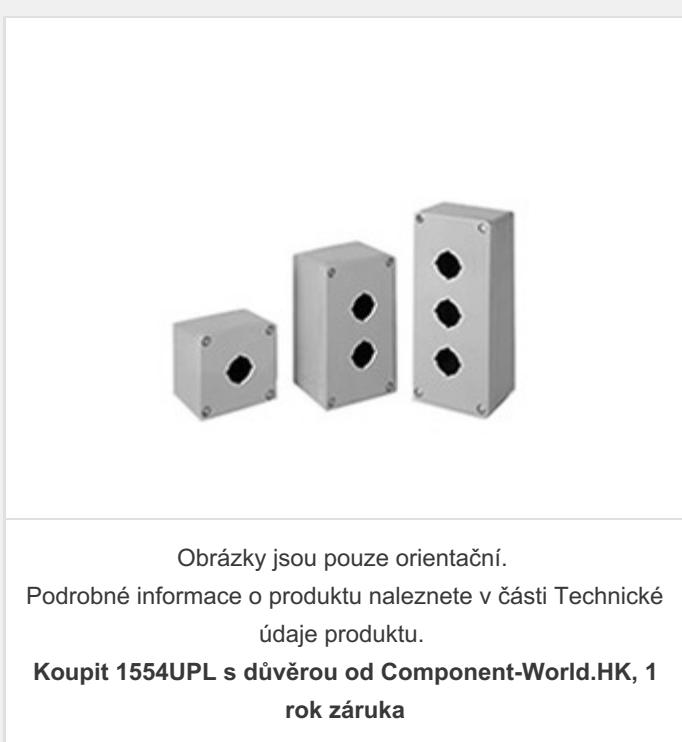 Obrázky jsou pouze orientační.
Podrobné informace o produktu naleznete v části Technické
údaje produktu.
Koupit 1554UPL s důvěrou od Component-World.HK, 1
rok záruka